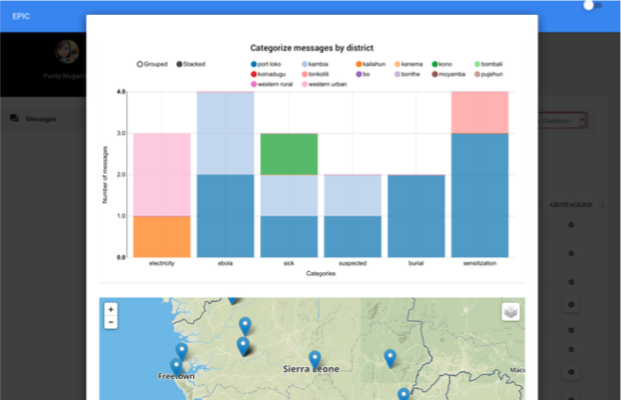 EPIC
Categorize messages by district
Grouped Stacked
port loko kambia kailahun kenema kono bombali
koinadugu tonkolili bo bonthe moyamba pujehun
western rural western urban
Number of messages
4.0
3.0
2.0
1.0
0.0
electricity ebola sick suspected burial sensitization
Categories
Purity
Messages
GEOTAGGED
+
−
Freetown
Sierra Leone